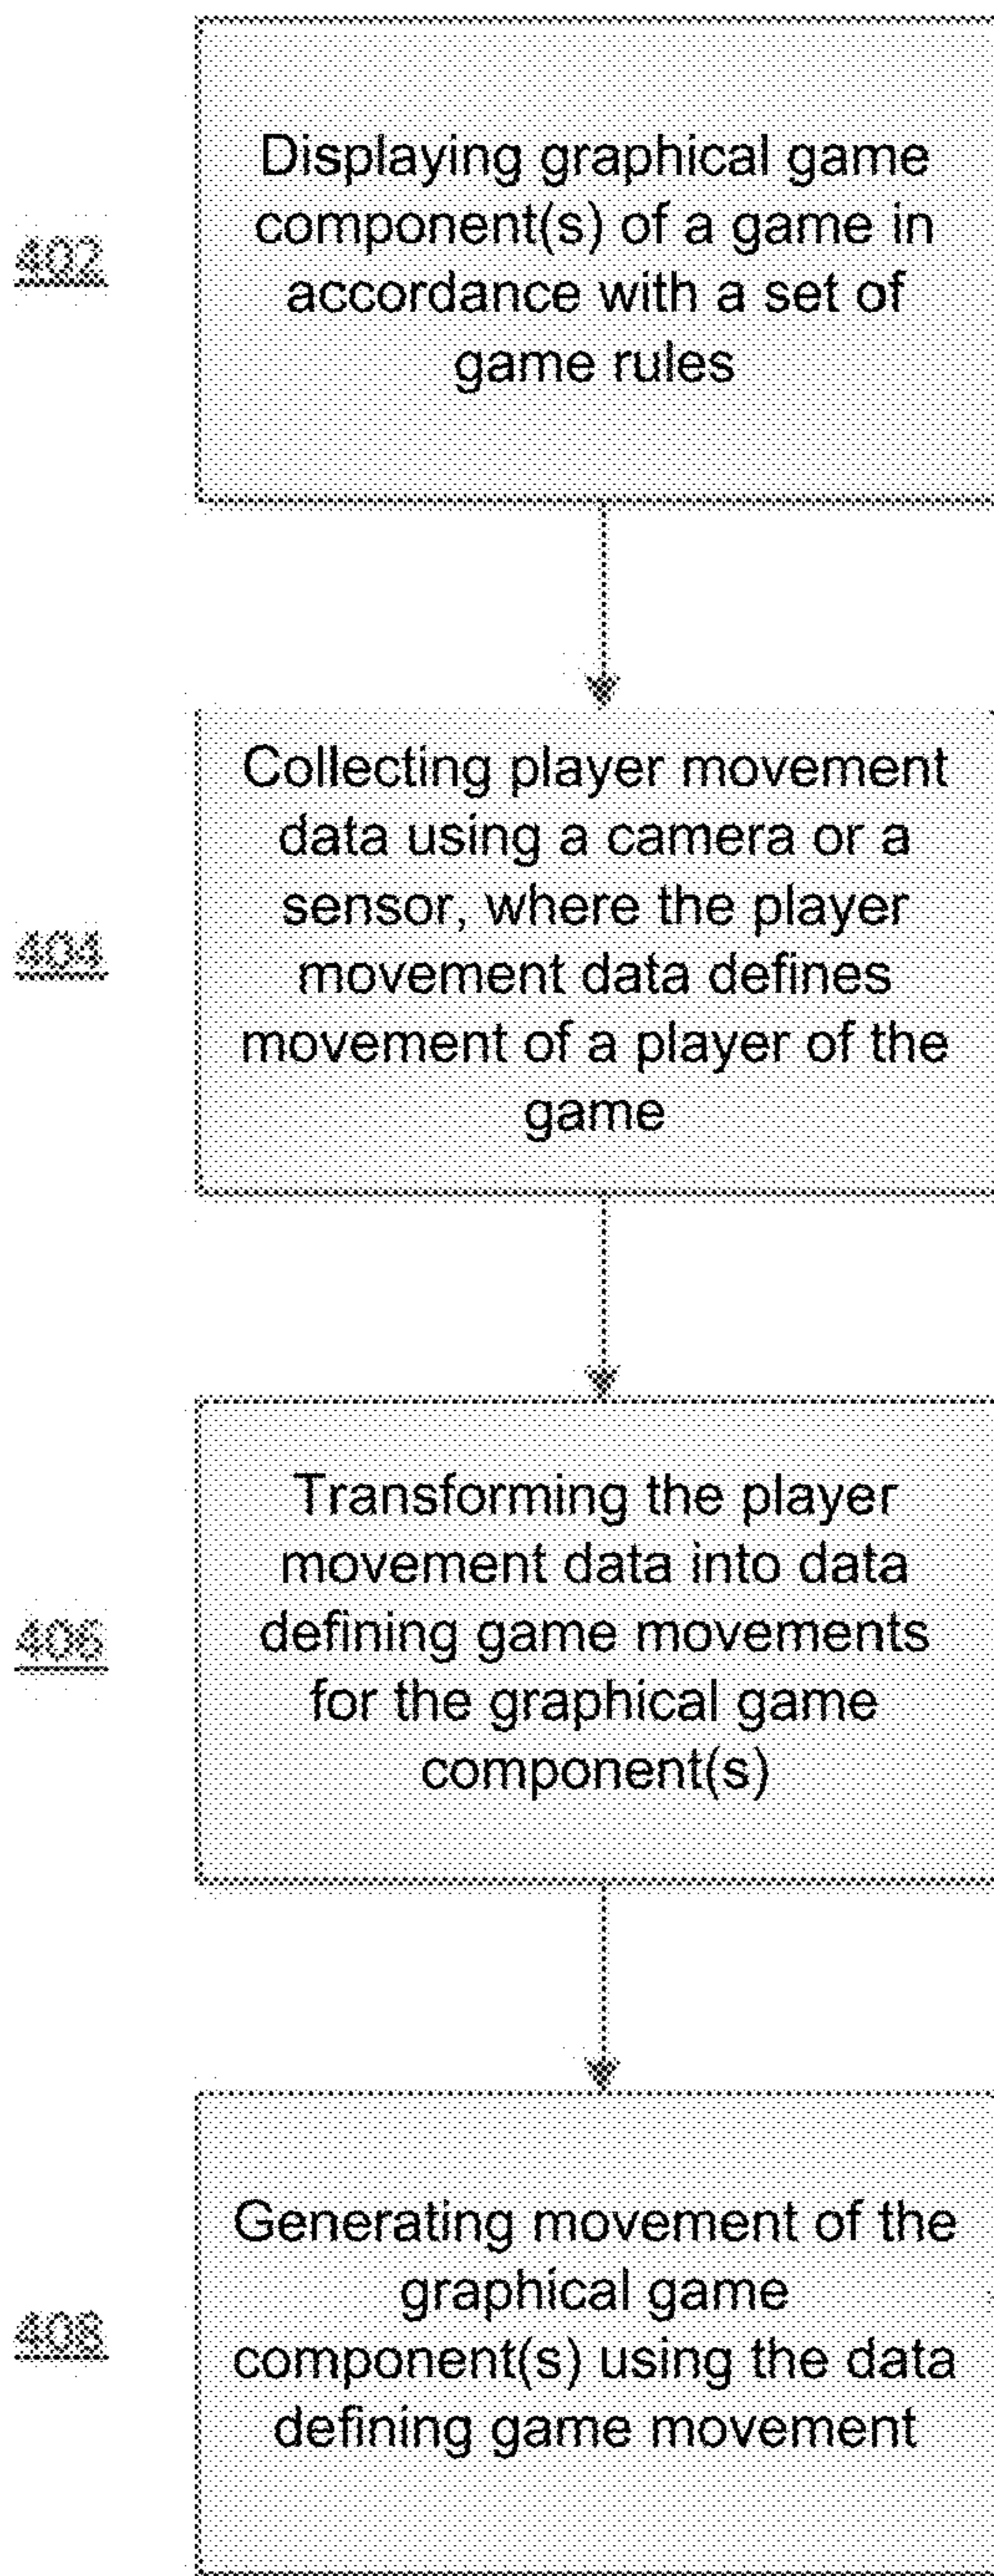 402
Displaying graphical game
component(s) of a game in
accordance with a set of
game rules
404
Collecting player movement
data using a camera or a
sensor, where the player
movement data defines
movement of a player of the
game
406
Transforming the player
movement data into data
defining game movements
for the graphical game
component(s)
408
Generating movement of the
graphical game
component(s) using the data
defining game movement